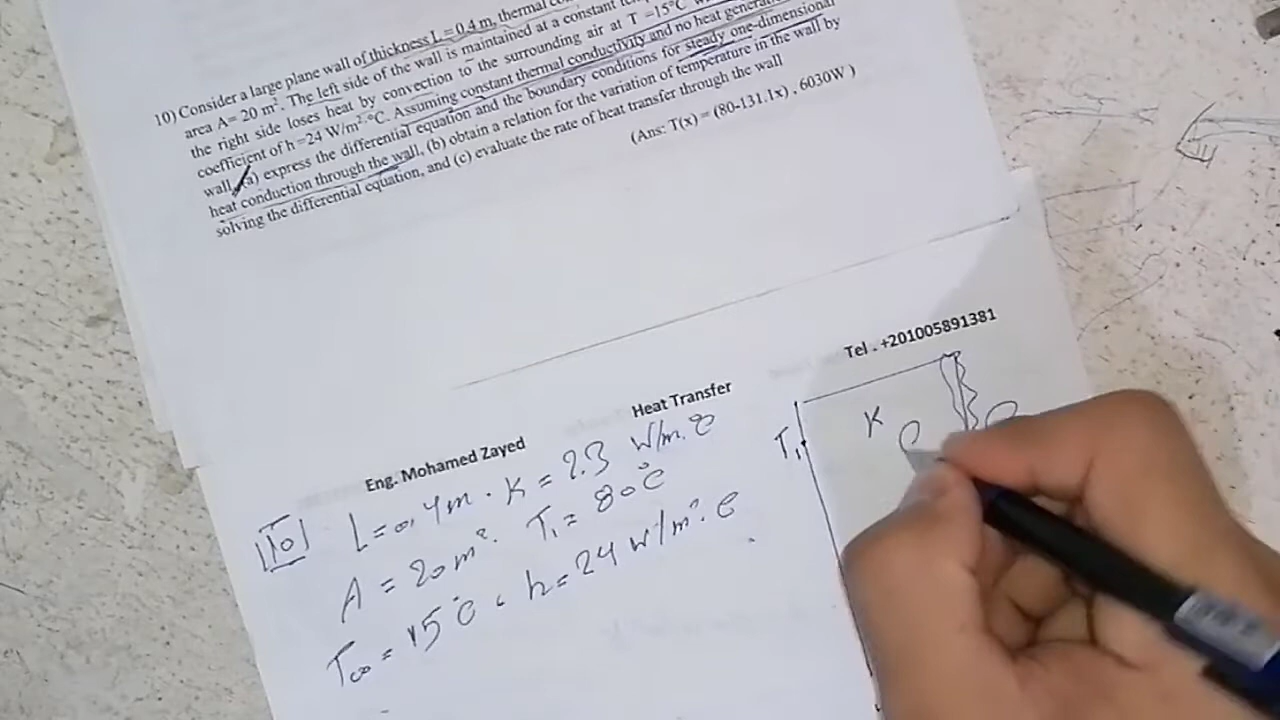 10) Consider a large plane wall of thickness L = 0.4 m, thermal
area A= 20 m². The left side of the wall is maintained at a constant
the right side loses heat by convection to the surrounding air at T =15°C
coefficient of h=24 W/m².°C. Assuming constant thermal conductivity and no heat
wall, (a) express the differential equation and the boundary conditions for steady one-dimensional
heat conduction through the wall, (b) obtain a relation for the variation of temperature in the wall by
solving the differential equation, and (c) evaluate the rate of heat transfer through the wall
(Ans: T(x) = (80-131.1x) , 6030W )
Tel . +201005891381
Heat Transfer
Eng. Mohamed Zayed
10 L = 0.4m . K = 2.3 W/m.°C
A = 20 m². T₁ = 80°C
T∞ = 15°C , h = 24 W/m².°C
T₁ K